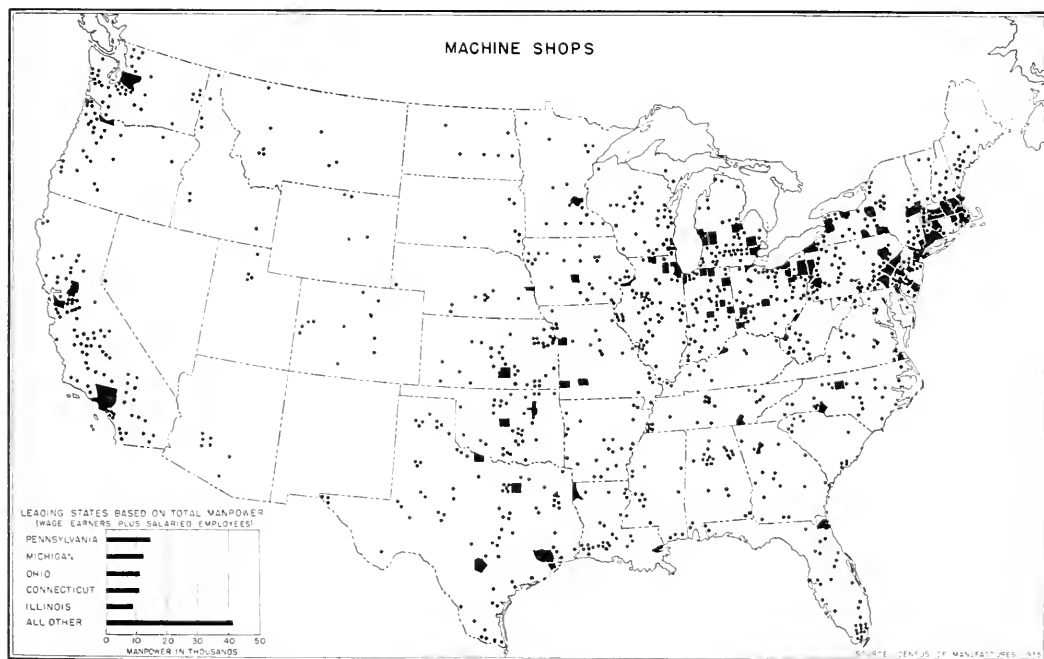 MACHINE SHOPS
LEADING STATES BASED ON TOTAL MANPOWER
(WAGE EARNERS PLUS SALARIED EMPLOYEES)
PENNSYLVANIA
MICHIGAN
OHIO
CONNECTICUT
ILLINOIS
ALL OTHER
0 10 20 30 40 50
MANPOWER IN THOUSANDS
SOURCE: CENSUS OF MANUFACTURES,